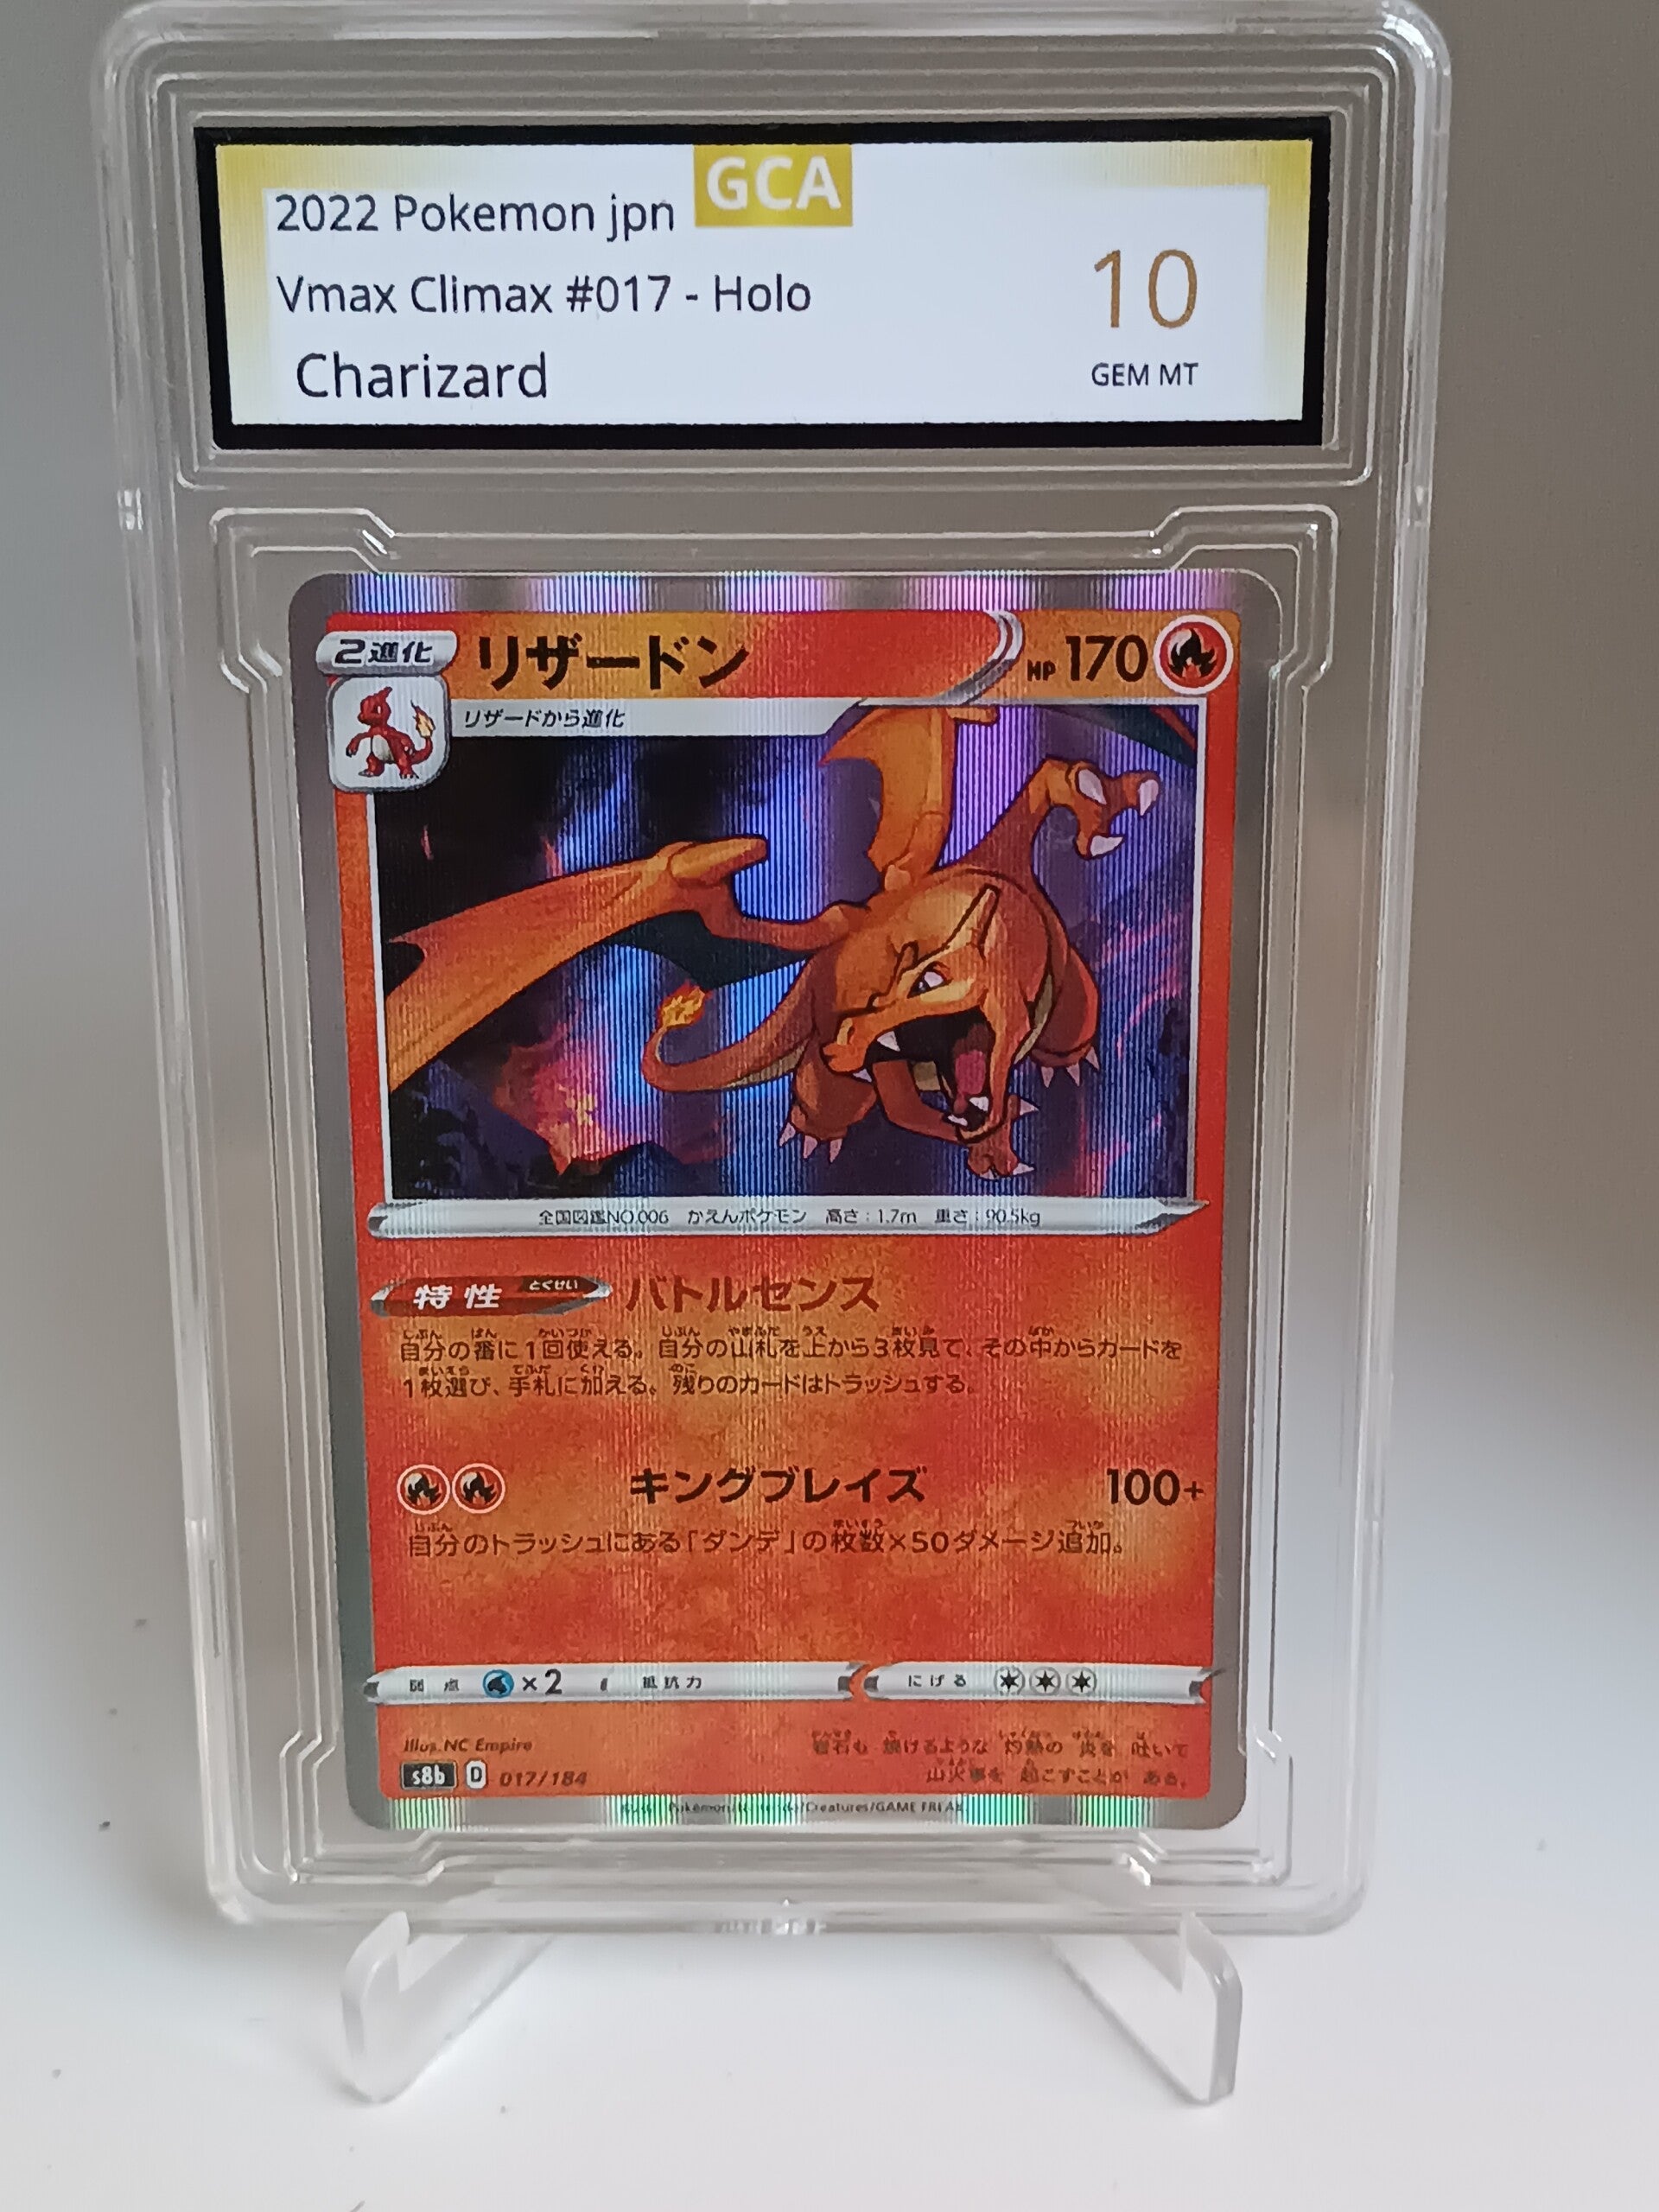 GCA
2022 Pokemon jpn
Vmax Climax #017 - Holo
Charizard
10
GEM MT
2進化
リザードン
HP 170
リザードから進化
全国図鑑NO.006 かえんポケモン 高さ:1.7m 重さ:90.5kg
特性 とくせい バトルセンス
自分の番に1回使える。自分の山札を上から3枚見て、その中からカードを
1枚選び、手札に加える。残りのカードはトラッシュする。
キングブレイズ 100+
自分のトラッシュにある「ダンデ」の枚数×50ダメージ追加。
弱点 ×2 抵抗力 にげる
Illus. NC Empire
岩石も 焼けるような 灼熱の 炎を 吐いて
山火事を 起こすことが ある。
s8b D 017/184
Pokémon/Nintendo/Creatures/GAME FREAK